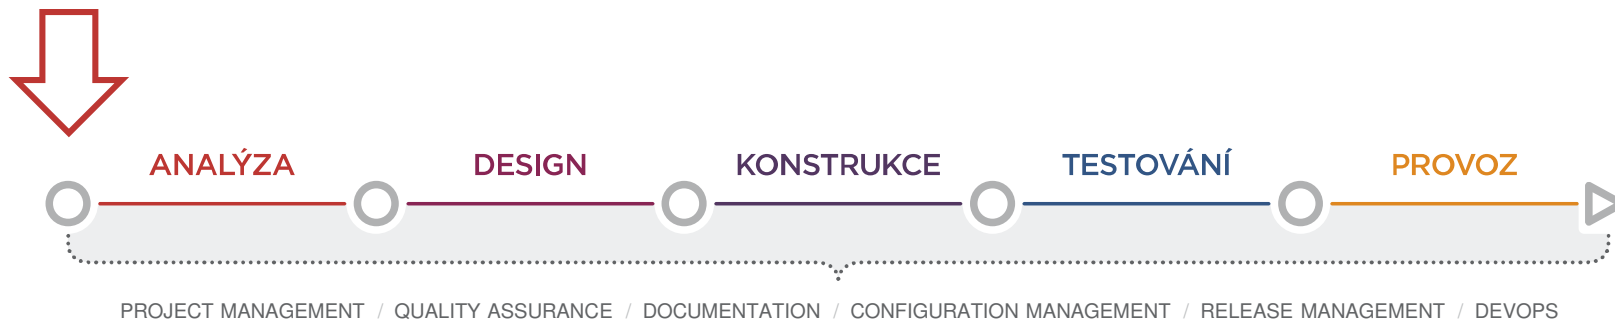 ANALÝZA DESIGN KONSTRUKCE TESTOVÁNÍ PROVOZ
PROJECT MANAGEMENT / QUALITY ASSURANCE / DOCUMENTATION / CONFIGURATION MANAGEMENT / RELEASE MANAGEMENT / DEVOPS